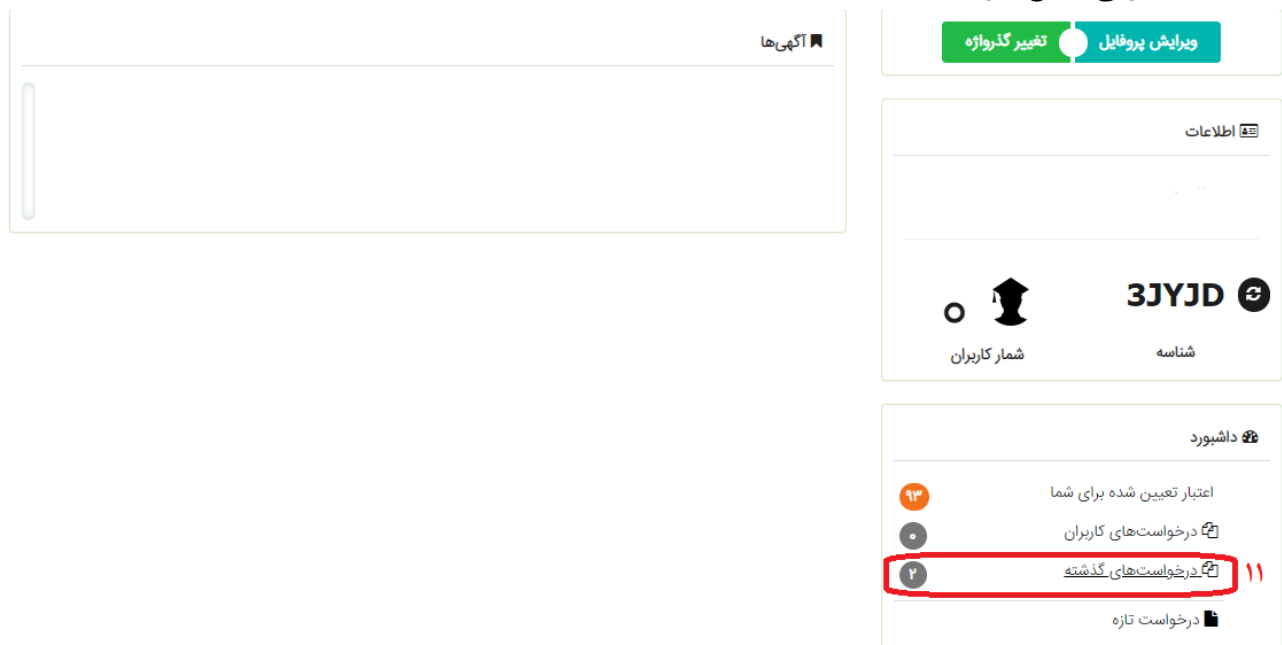 ویرایش پروفایل تغییر گذرواژه
آگهی‌ها
اطلاعات
3JYJD
۰
شناسه
شمار کاربران
داشبورد
اعتبار تعیین شده برای شما ۹۳
درخواست‌های کاربران ۰
۱۱ درخواست‌های گذشته ۲
درخواست تازه